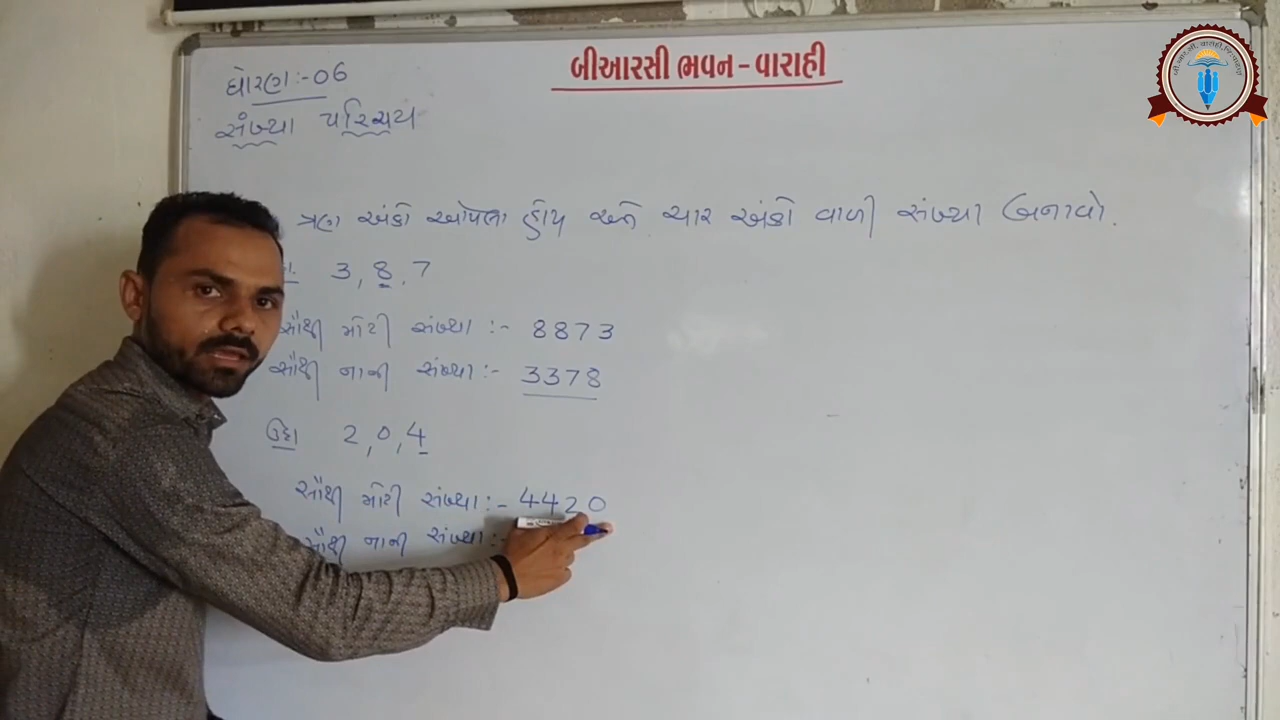 બીઆરસી ભવન - વારાહી
ધોરણ :- 06
સંખ્યા પરિચય
ત્રણ અંકો આપેલા હોય અને ચાર અંકો વાળી સંખ્યા બનાવો.
3, 8, 7
સૌથી મોટી સંખ્યા :- 8873
સૌથી નાની સંખ્યા :- 3378
ઉદા 2, 0, 4
સૌથી મોટી સંખ્યા :- 4420
સૌથી નાની સંખ્યા :-